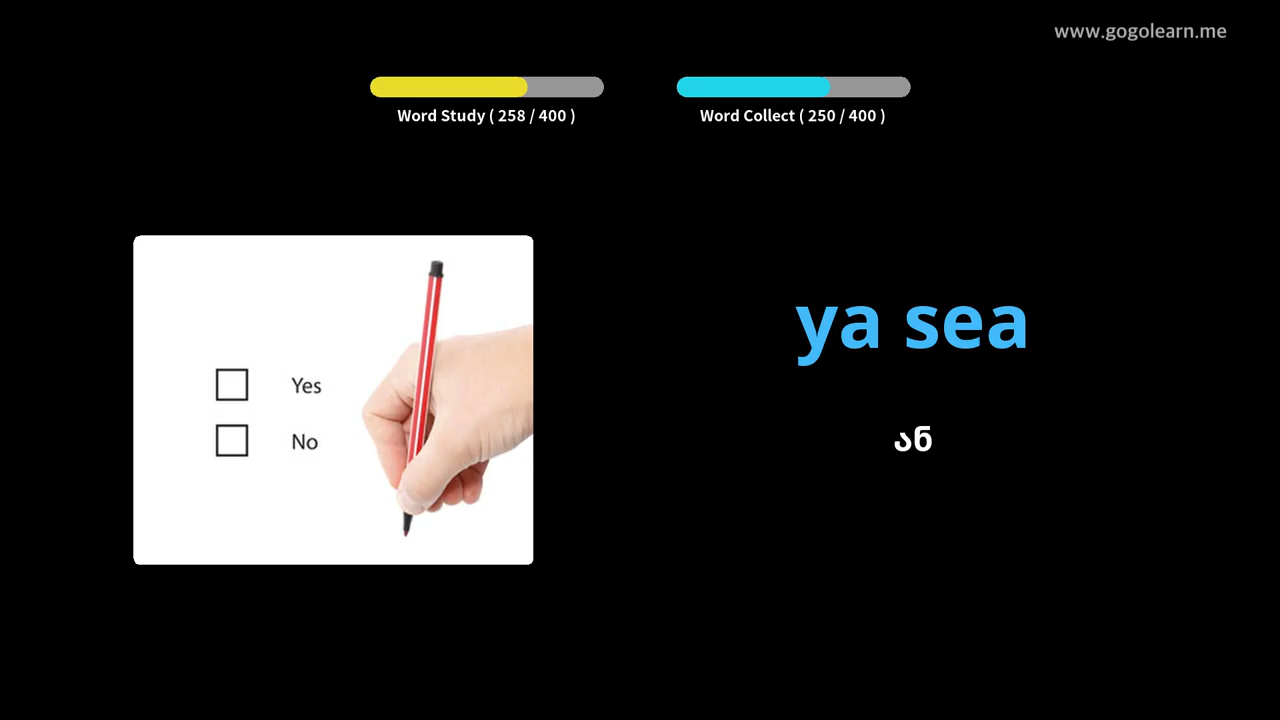 www.gogolearn.me
Word Study ( 258 / 400 )
Word Collect ( 250 / 400 )
Yes
No
ya sea
ან